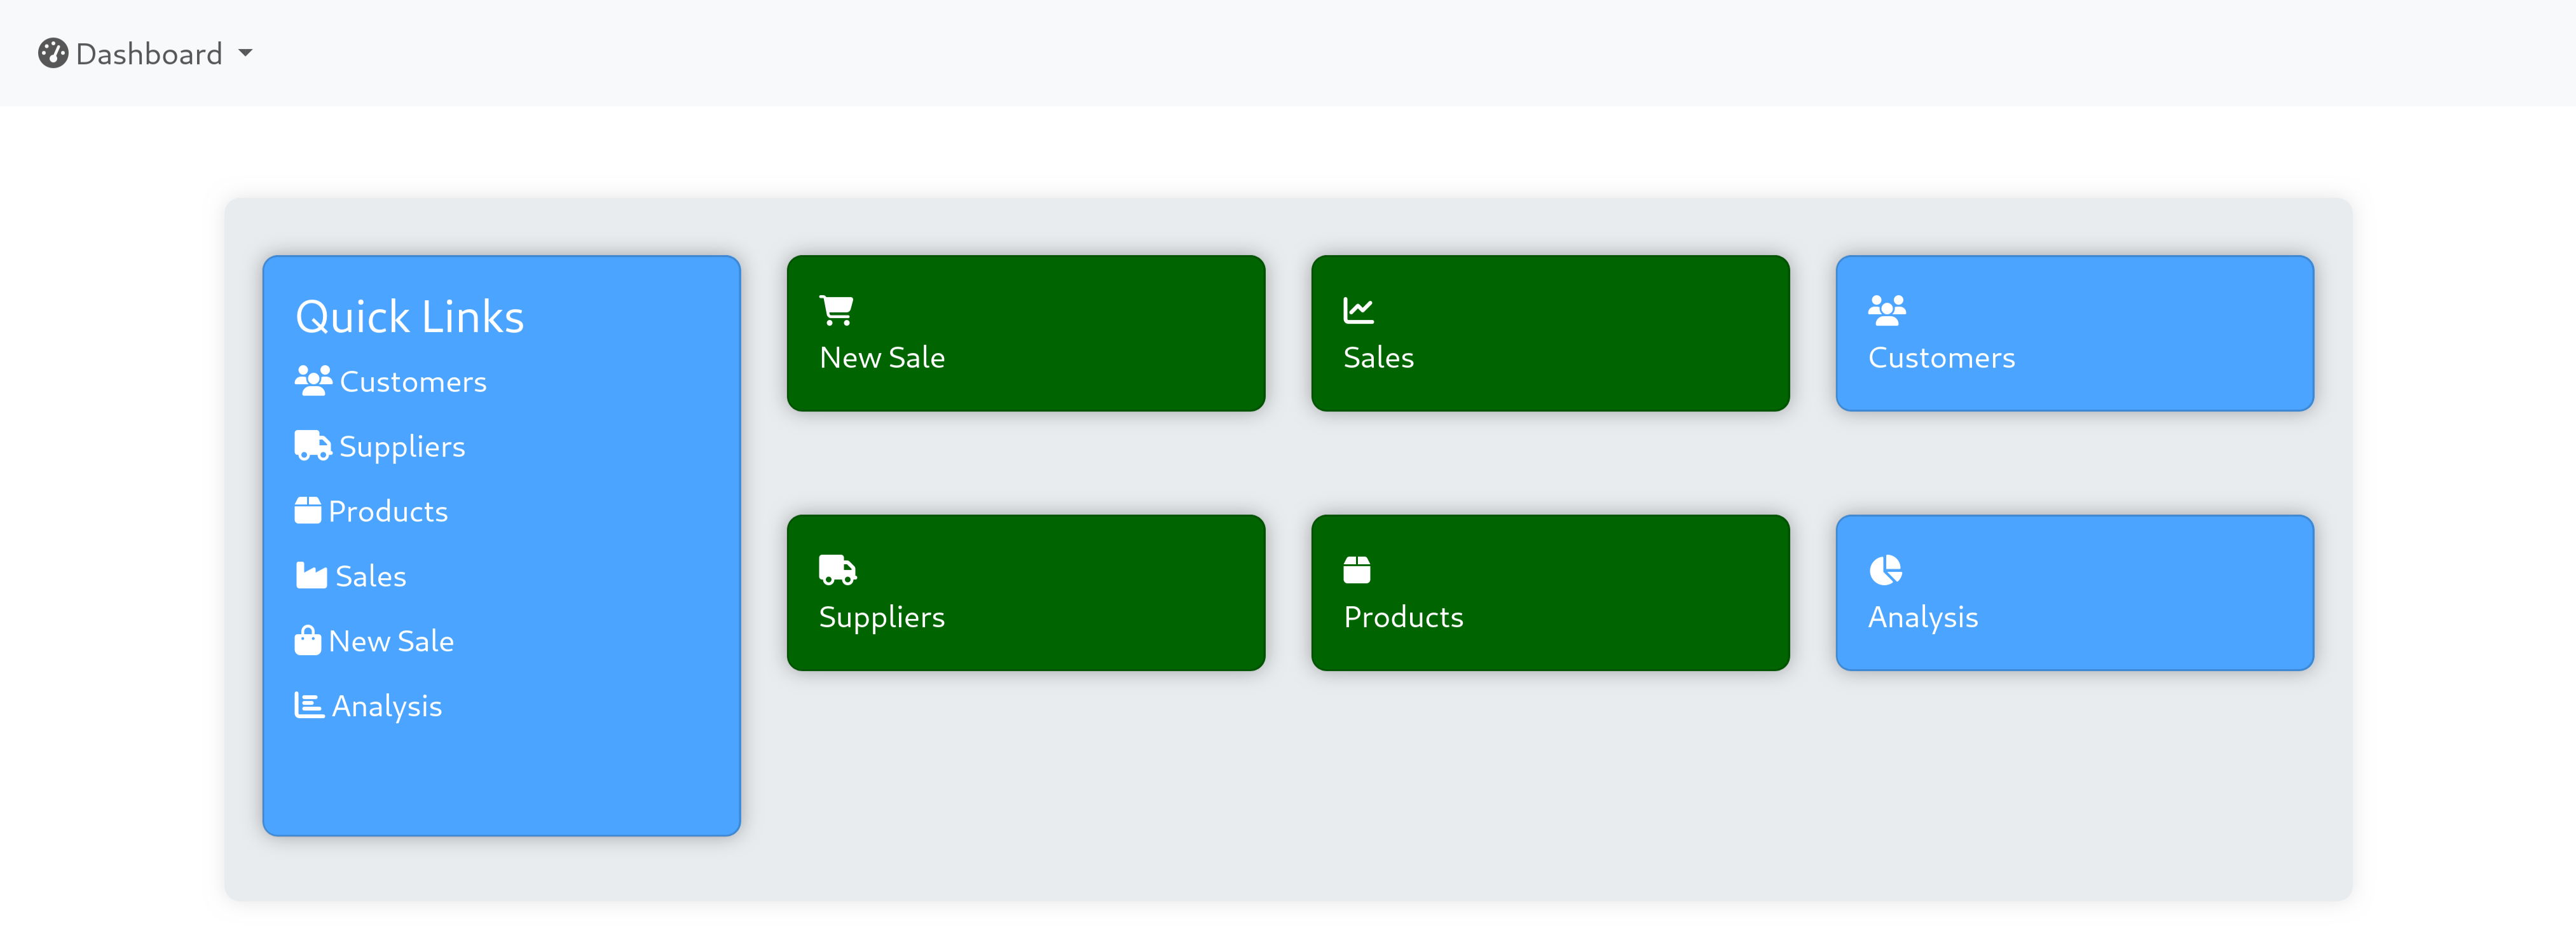 Dashboard
Quick Links
Customers
Suppliers
Products
Sales
New Sale
Analysis
New Sale
Sales
Customers
Suppliers
Products
Analysis